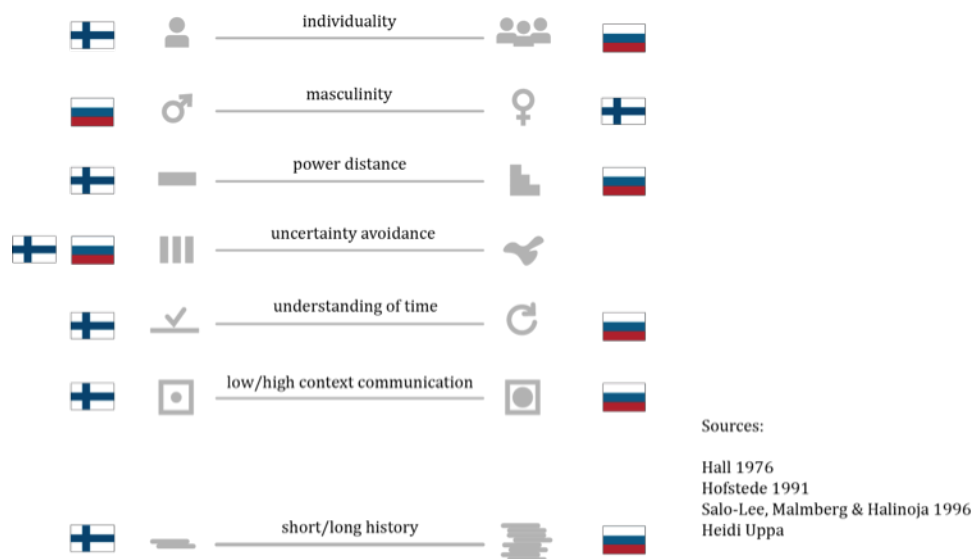 individuality
masculinity
power distance
uncertainty avoidance
understanding of time
low/high context communication
short/long history
Sources:
Hall 1976
Hofstede 1991
Salo-Lee, Malmberg & Halinoja 1996
Heidi Uppa